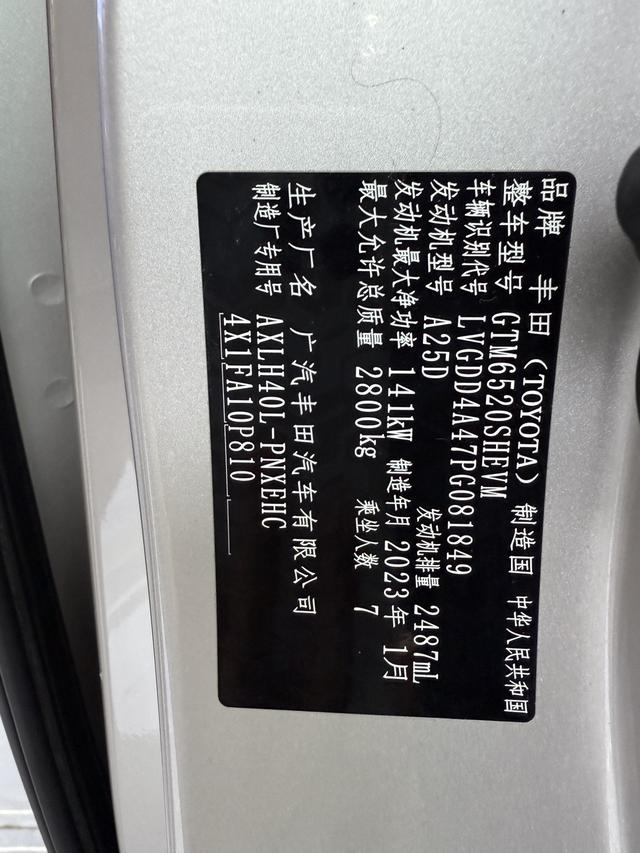 品牌 丰田（TOYOTA） 制造国 中华人民共和国
整车型号 GTM6520SHEVM
车辆识别代号 LVGDD4A47PG081849
发动机型号 A25D 发动机排量 2487mL
发动机最大净功率 141kW 制造年月 2023年 1月
最大允许总质量 2800kg 乘坐人数 7
生产厂名 广汽丰田汽车有限公司
制造厂专用号 AXLH40L-PNXEHC
4X1FA10P810